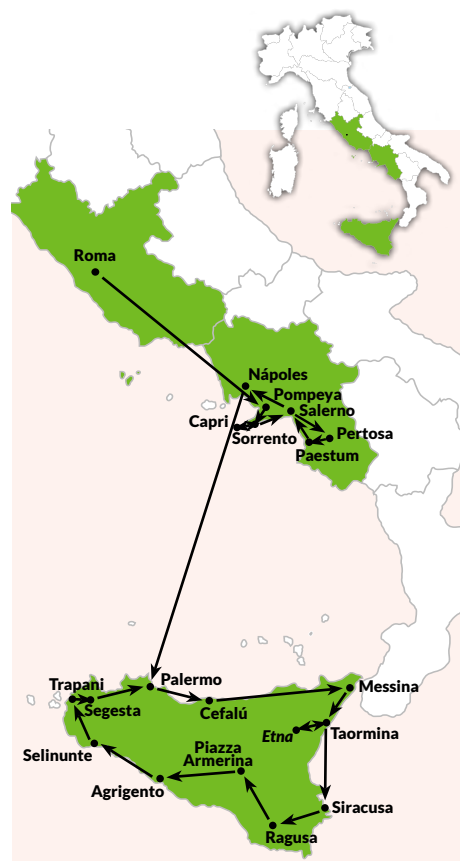 Roma
Nápoles
Pompeya
Capri
Salerno
Sorrento
Pertosa
Paestum
Trapani
Palermo
Messina
Segesta
Cefalú
Etna
Taormina
Selinunte
Piazza
Armerina
Agrigento
Siracusa
Ragusa